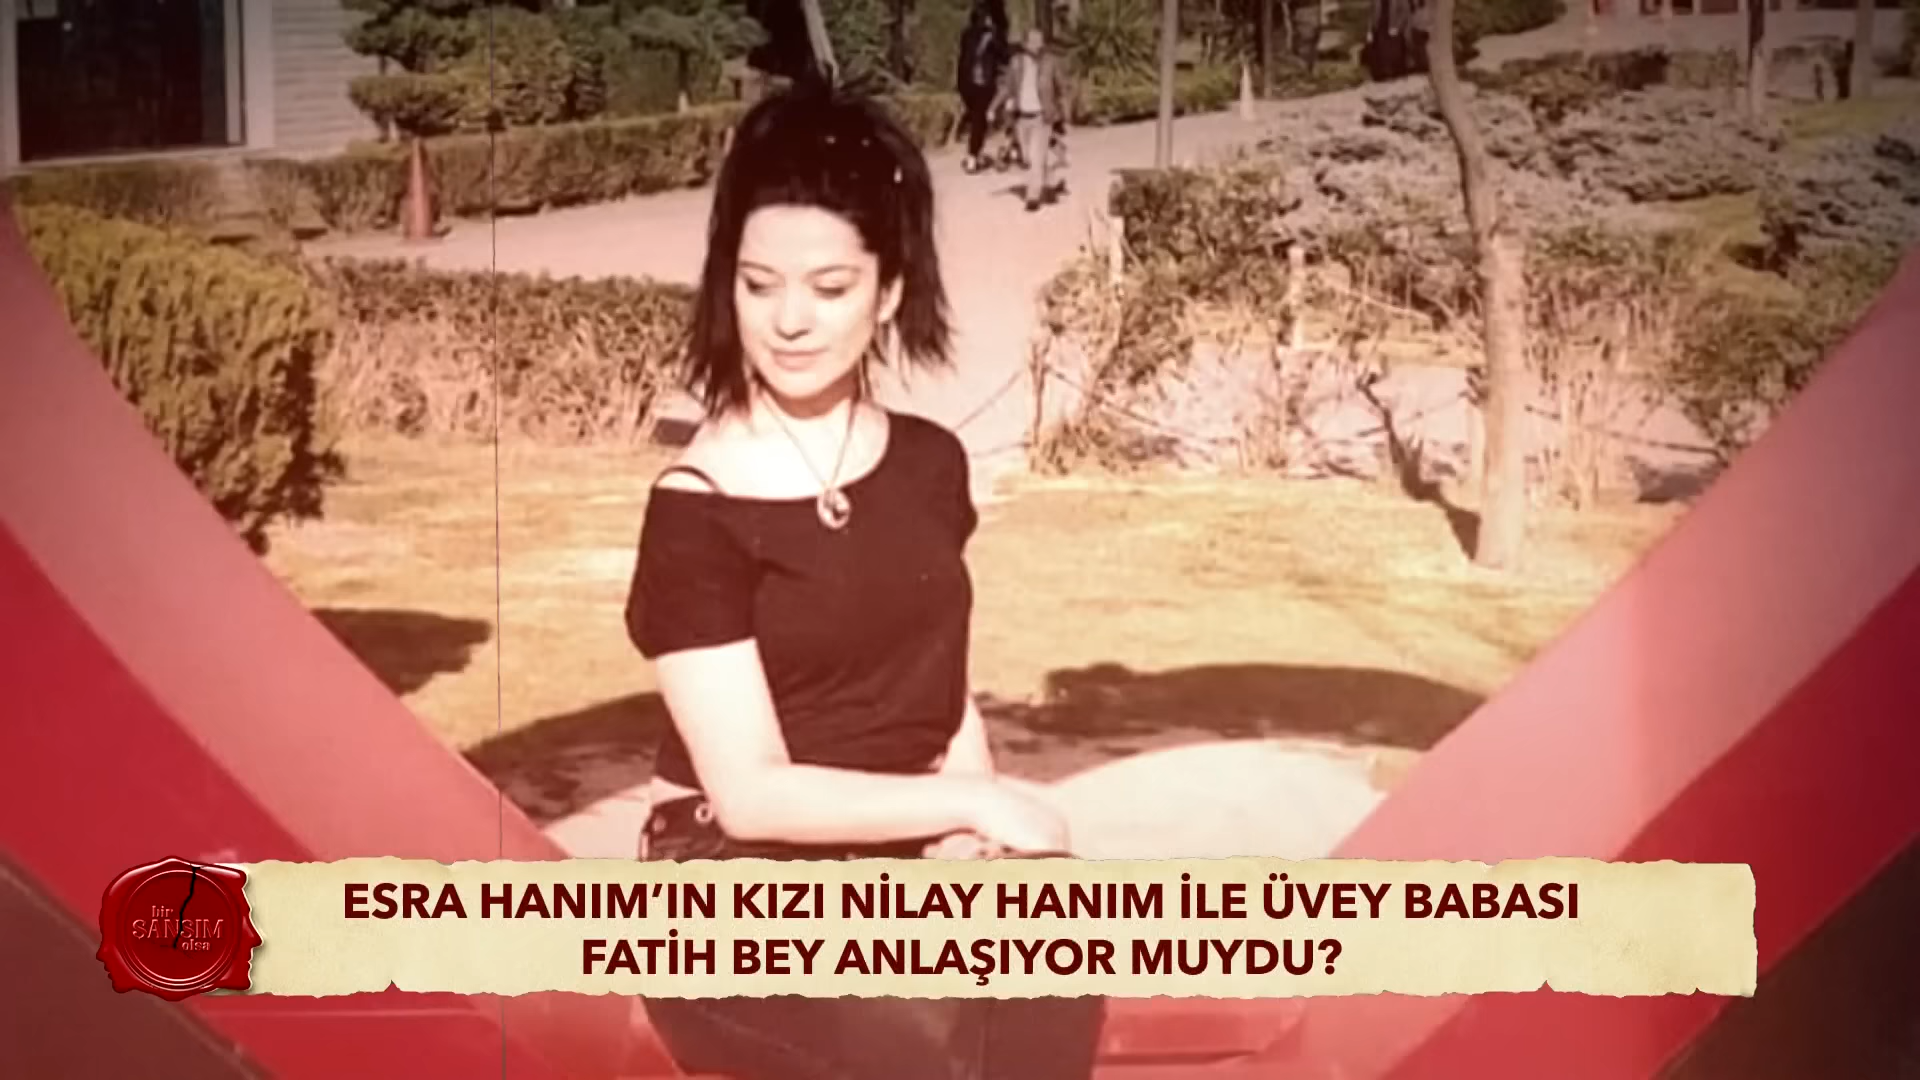 bir
ŞANSIM
olsa
ESRA HANIM’IN KIZI NİLAY HANIM İLE ÜVEY BABASI
FATİH BEY ANLAŞIYOR MUYDU?